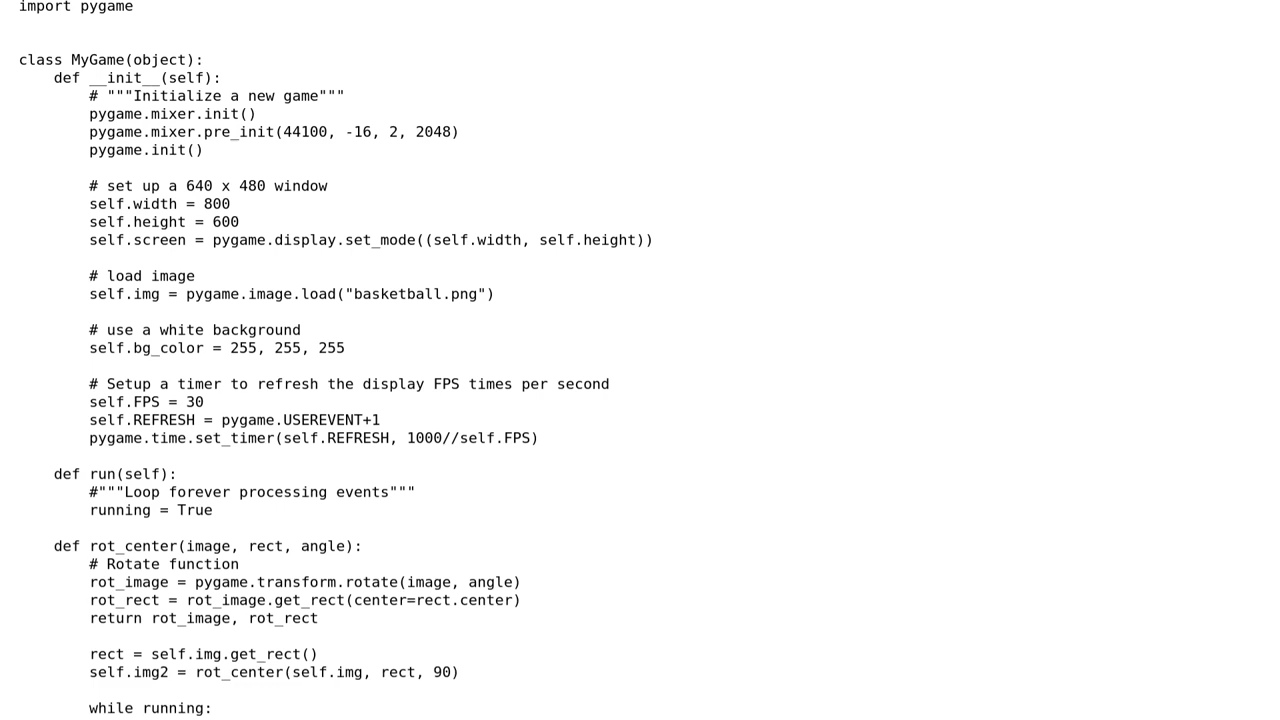 import pygame
class MyGame(object):
    def __init__(self):
        # """Initialize a new game"""
        pygame.mixer.init()
        pygame.mixer.pre_init(44100, -16, 2, 2048)
        pygame.init()
        # set up a 640 x 480 window
        self.width = 800
        self.height = 600
        self.screen = pygame.display.set_mode((self.width, self.height))
        # load image
        self.img = pygame.image.load("basketball.png")
        # use a white background
        self.bg_color = 255, 255, 255
        # Setup a timer to refresh the display FPS times per second
        self.FPS = 30
        self.REFRESH = pygame.USEREVENT+1
        pygame.time.set_timer(self.REFRESH, 1000//self.FPS)
    def run(self):
        #"""Loop forever processing events"""
        running = True
    def rot_center(image, rect, angle):
        # Rotate function
        rot_image = pygame.transform.rotate(image, angle)
        rot_rect = rot_image.get_rect(center=rect.center)
        return rot_image, rot_rect
        rect = self.img.get_rect()
        self.img2 = rot_center(self.img, rect, 90)
        while running: